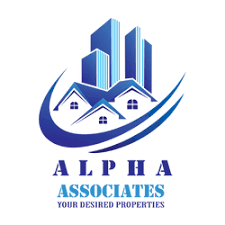 ALPHA
ASSOCIATES
YOUR DESIRED PROPERTIES